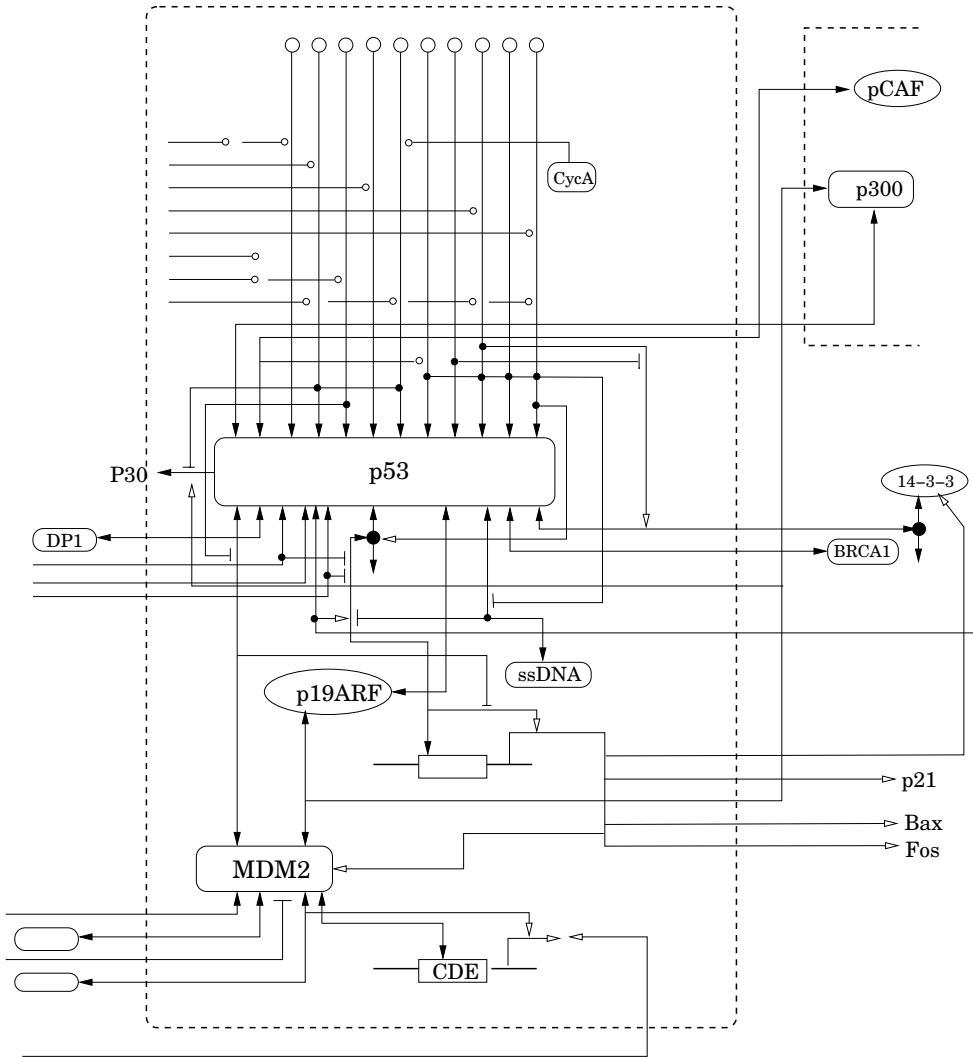 pCAF
CycA
p300
p53
P30
14–3–3
DP1
BRCA1
ssDNA
p19ARF
p21
Bax
Fos
MDM2
CDE